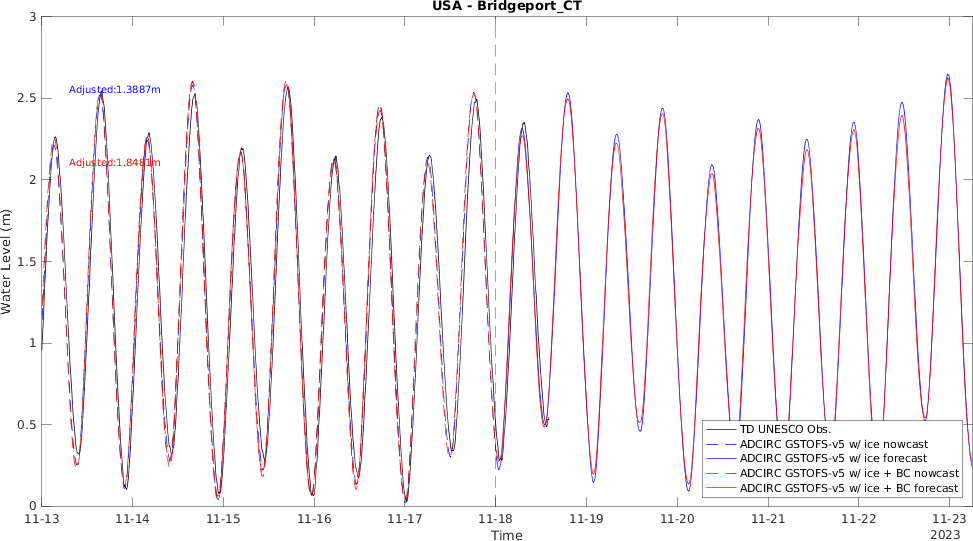 USA - Bridgeport_CT
3
2.5
2
1.5
1
0.5
0
Water Level (m)
Adjusted:1.3887m
Adjusted:1.8481m
TD UNESCO Obs.
ADCIRC GSTOFS-v5 w/ ice nowcast
ADCIRC GSTOFS-v5 w/ ice forecast
ADCIRC GSTOFS-v5 w/ ice + BC nowcast
ADCIRC GSTOFS-v5 w/ ice + BC forecast
11-13 11-14 11-15 11-16 11-17 11-18 11-19 11-20 11-21 11-22 11-23
Time
2023